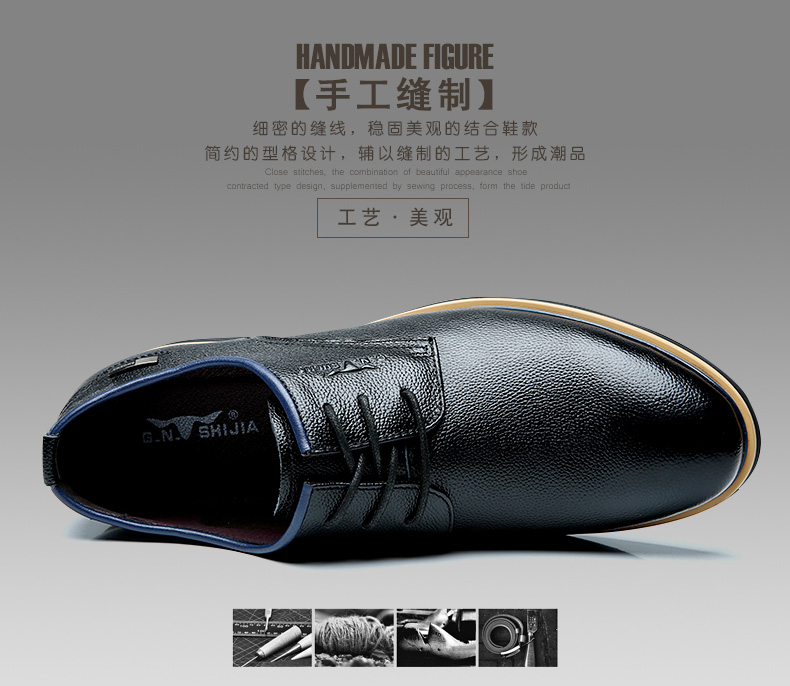 HANDMADE FIGURE
【手工缝制】
细密的缝线，稳固美观的结合鞋款
简约的型格设计，辅以缝制的工艺，形成潮品
Close stitches, the combination of beautiful appearance shoe
contracted type design, supplemented by sewing process, form the tide product
工艺·美观
G.N. SHIJIA®